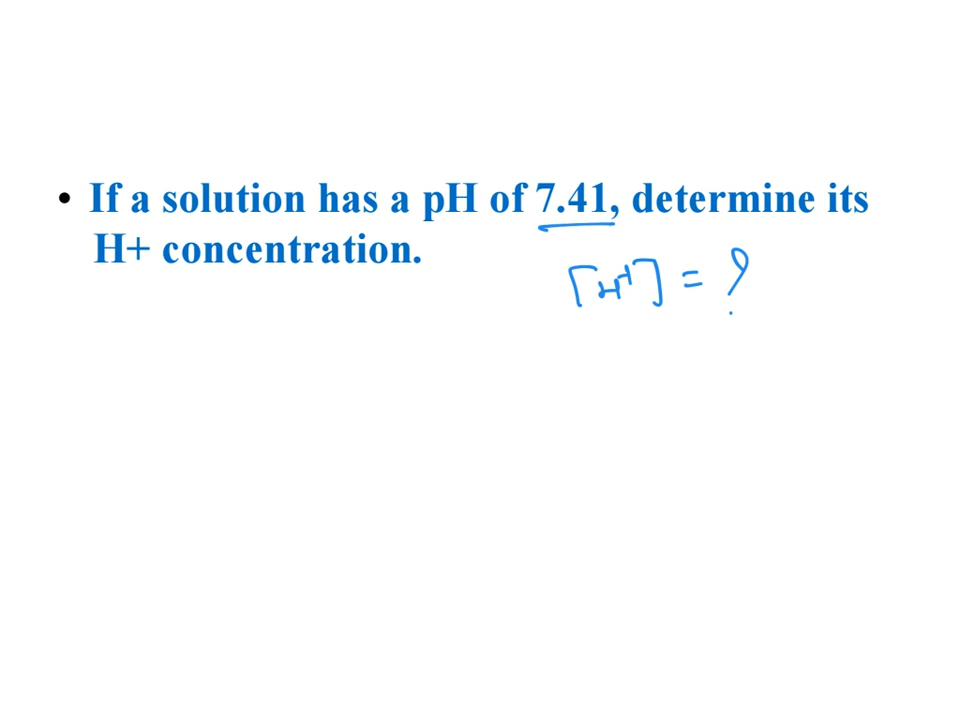 • If a solution has a pH of 7.41, determine its
H+ concentration.
[H+] = ?